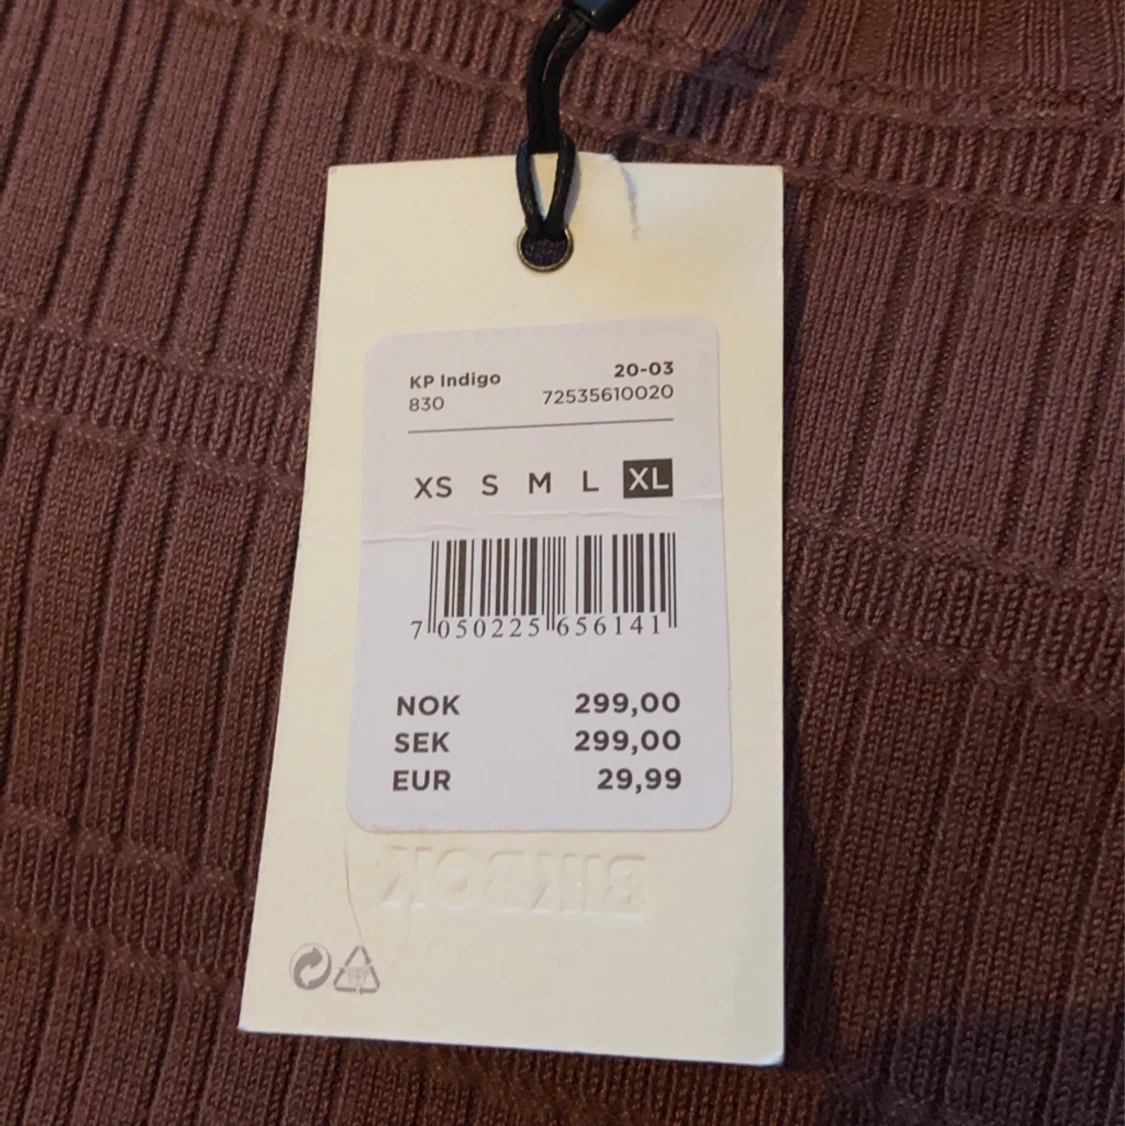 KP Indigo 20-03
830 72535610020
XS S M L XL
7 050225 656141
NOK 299,00
SEK 299,00
EUR 29,99
BIKBOK